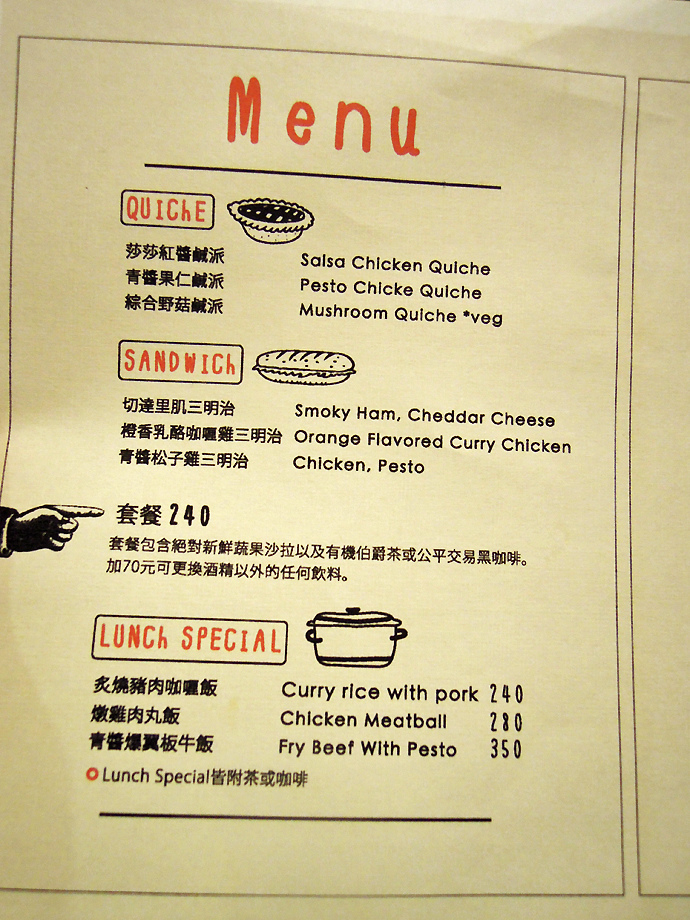 Menu
QUIChE
莎莎紅醬鹹派 Salsa Chicken Quiche
青醬果仁鹹派 Pesto Chicke Quiche
綜合野菇鹹派 Mushroom Quiche *veg
SANDWICh
切達里肌三明治 Smoky Ham, Cheddar Cheese
橙香乳酪咖喱雞三明治 Orange Flavored Curry Chicken
青醬松子雞三明治 Chicken, Pesto
套餐 240
套餐包含絕對新鮮蔬果沙拉以及有機伯爵茶或公平交易黑咖啡。
加70元可更換酒精以外的任何飲料。
LUNCh SPECIAL
炙燒豬肉咖喱飯 Curry rice with pork 240
燉雞肉丸飯 Chicken Meatball 280
青醬爆翼板牛飯 Fry Beef With Pesto 350
Lunch Special皆附茶或咖啡